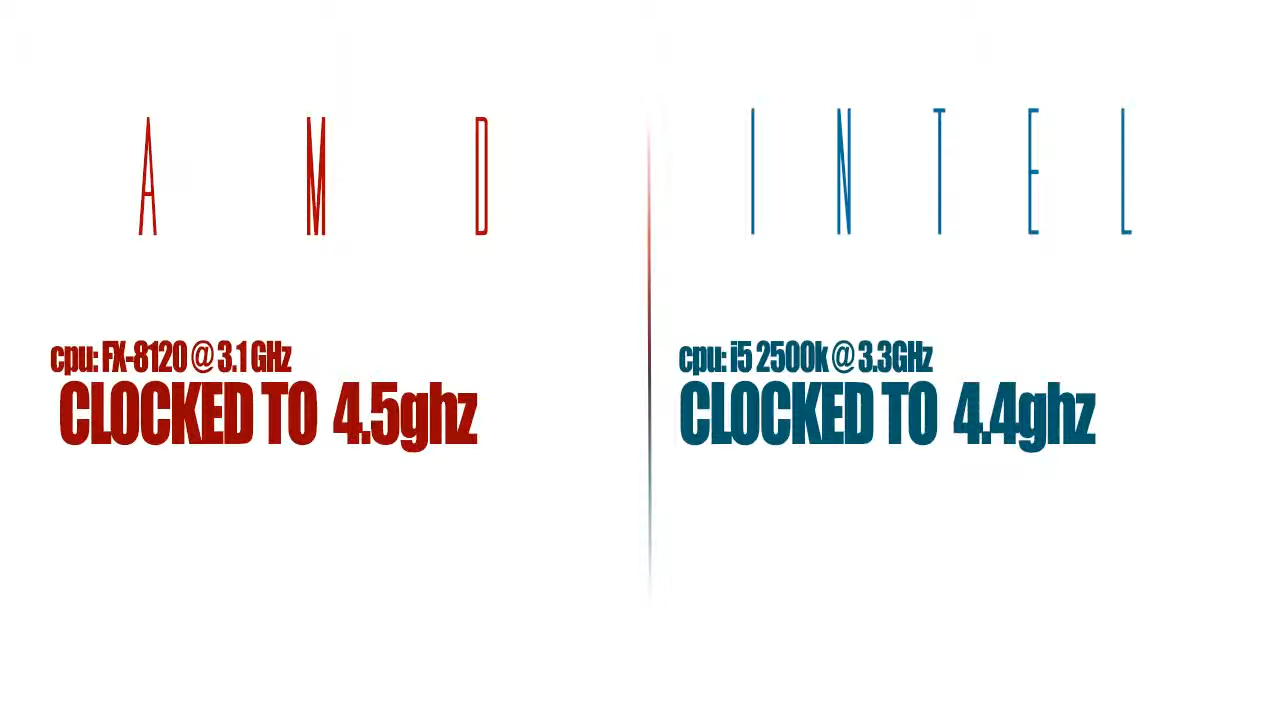 A M D
cpu: FX-8120 @ 3.1 GHz
CLOCKED TO 4.5ghz
I N T E L
cpu: i5 2500k @ 3.3GHz
CLOCKED TO 4.4ghz